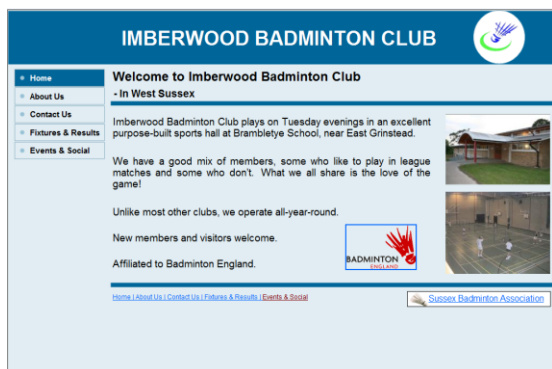 IMBERWOOD BADMINTON CLUB
Home
About Us
Contact Us
Fixtures & Results
Events & Social
Welcome to Imberwood Badminton Club
- In West Sussex
Imberwood Badminton Club plays on Tuesday evenings in an excellent
purpose-built sports hall at Brambletye School, near East Grinstead.
We have a good mix of members, some who like to play in league
matches and some who don't. What we all share is the love of the
game!
Unlike most other clubs, we operate all-year-round.
New members and visitors welcome.
Affiliated to Badminton England.
BADMINTON
ENGLAND
Home | About Us | Contact Us | Fixtures & Results | Events & Social
Sussex Badminton Association